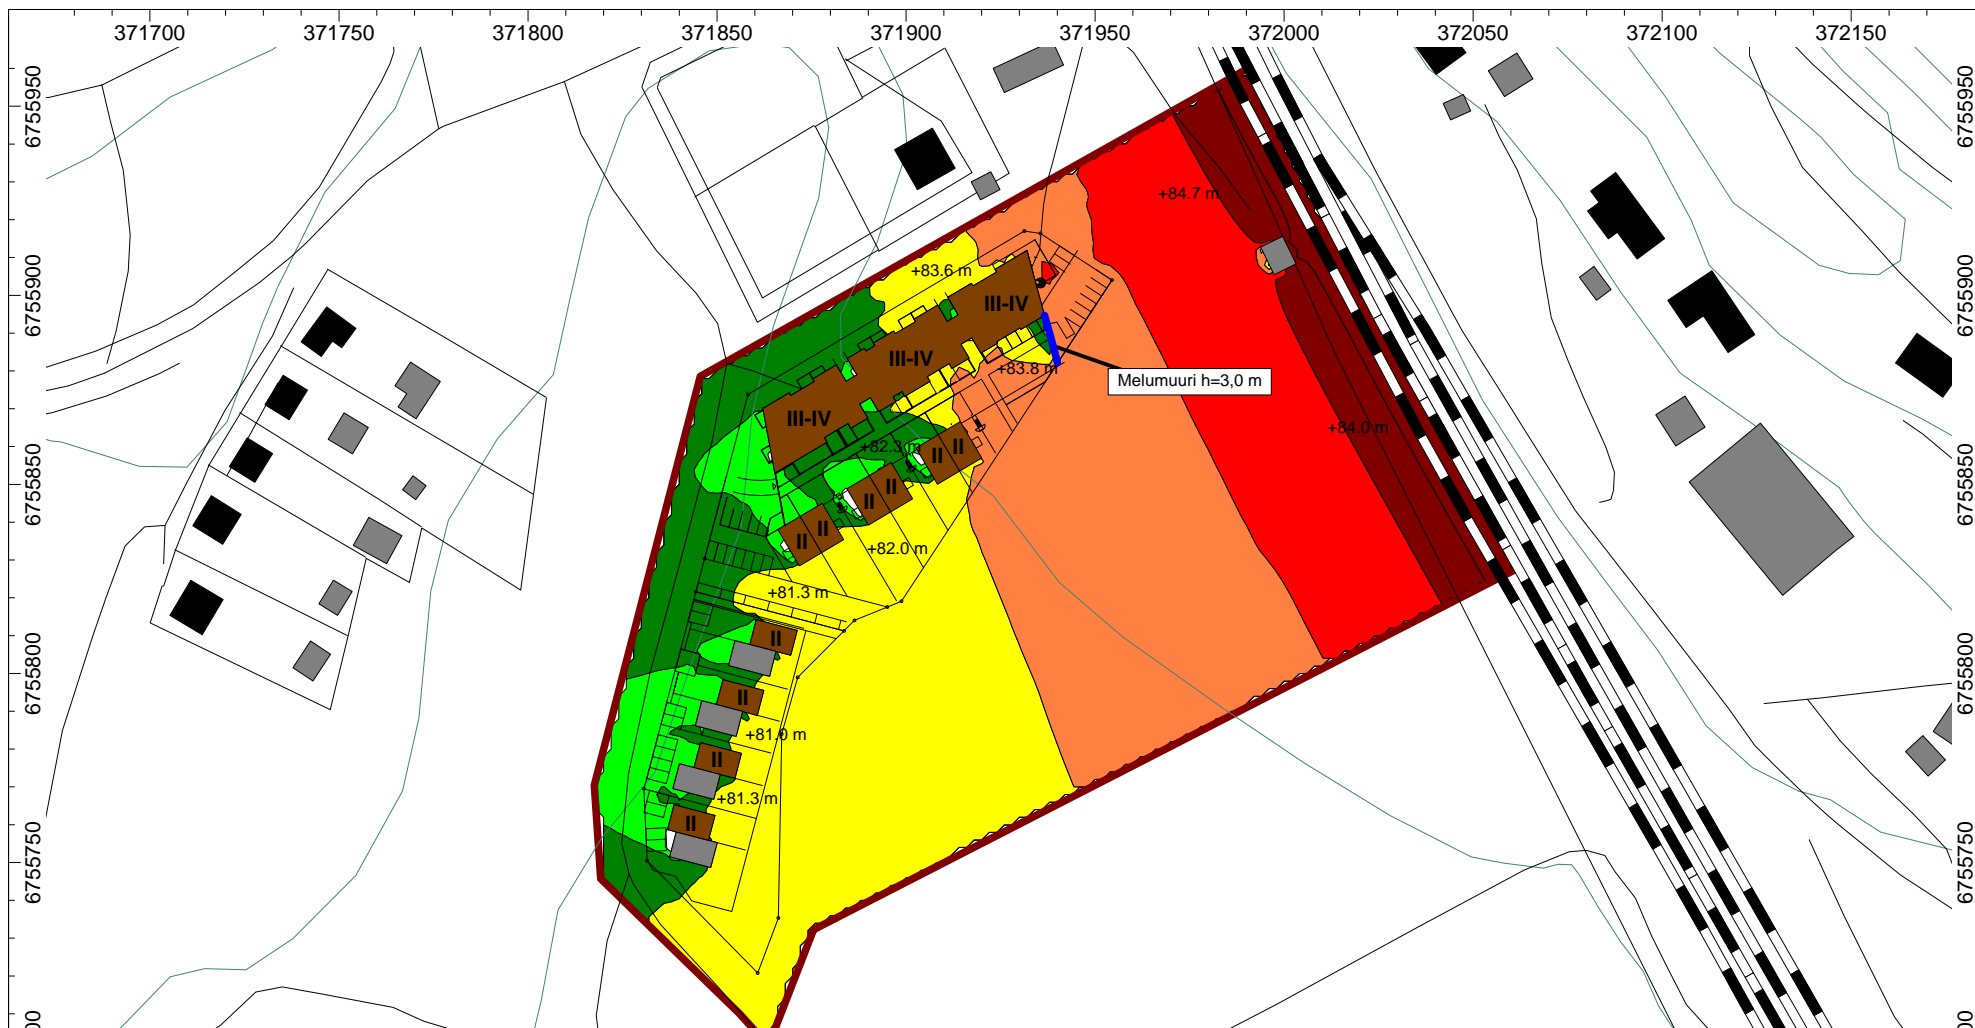 371700 371750 371800 371850 371900 371950 372000 372050 372100 372150
6755950 6755950
+84.7 m
+83.6 m
6755900 6755900
III-IV
III-IV
+83.8 m
Melumuuri h=3,0 m
III-IV
+84.0 m
+82.3 m
II II
6755850 6755850
II II
II II
+82.0 m
+81.3 m
II
6755800 6755800
II
+81.0 m
II
+81.3 m
II
6755750 6755750
00 00